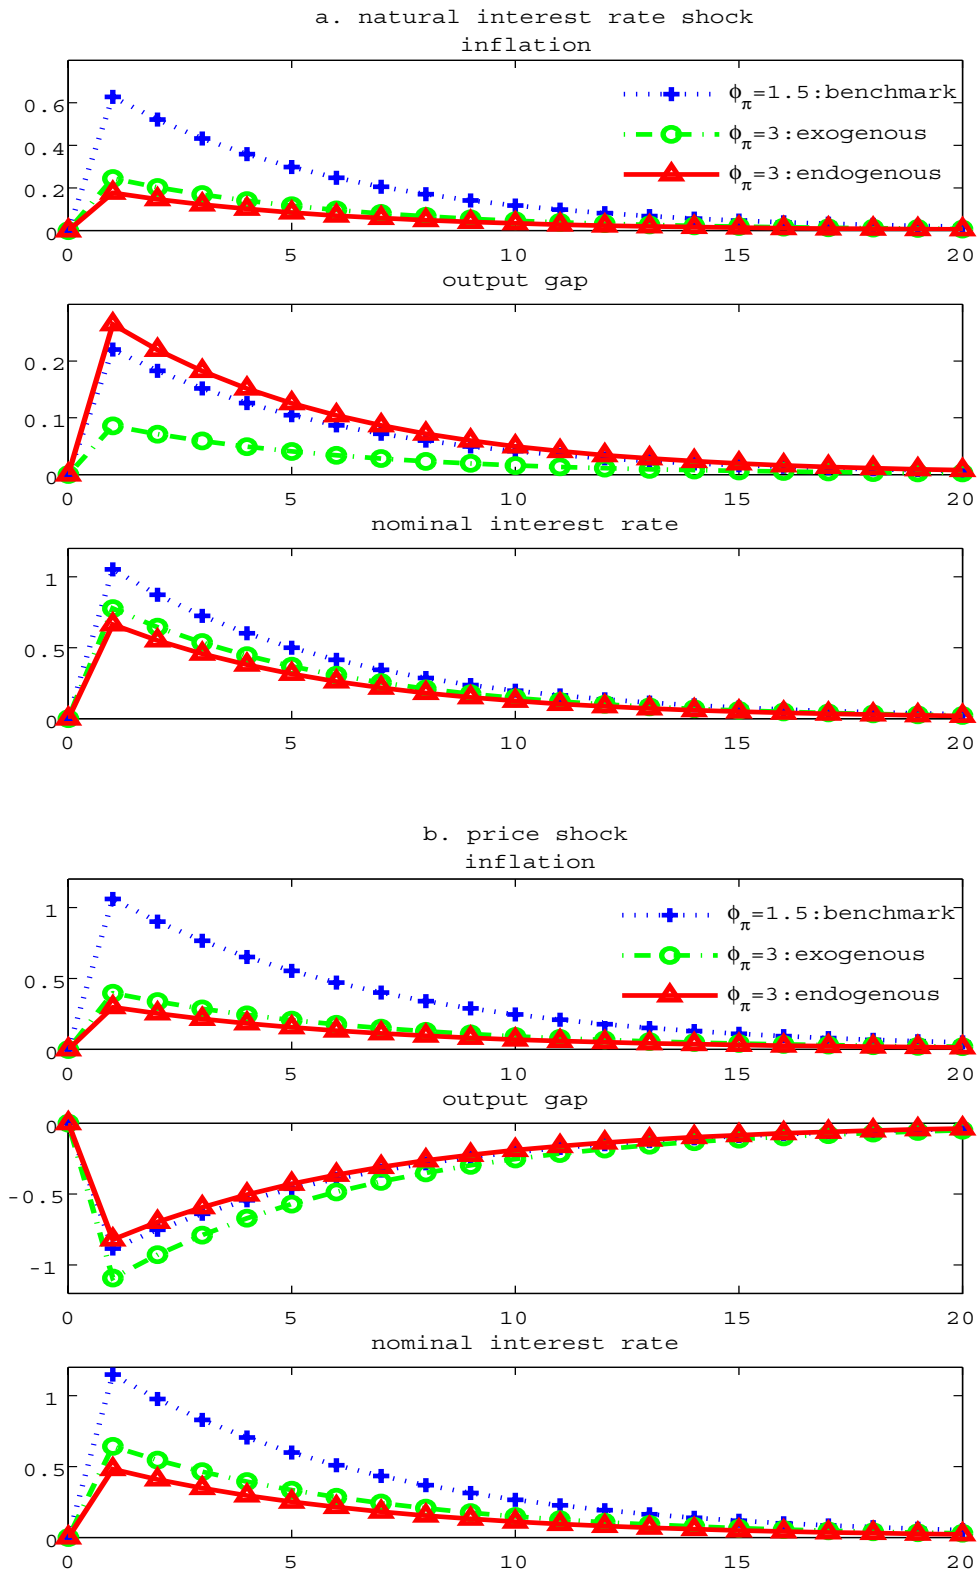 a. natural interest rate shock
inflation
0.6
0.4
0.2
0
ϕπ=1.5:benchmark
ϕπ=3:exogenous
ϕπ=3:endogenous
0 5 10 15 20
output gap
0.2
0.1
0
0 5 10 15 20
nominal interest rate
1
0.5
0
0 5 10 15 20
b. price shock
inflation
1
0.5
0
ϕπ=1.5:benchmark
ϕπ=3:exogenous
ϕπ=3:endogenous
0 5 10 15 20
output gap
0
-0.5
-1
0 5 10 15 20
nominal interest rate
1
0.5
0
0 5 10 15 20